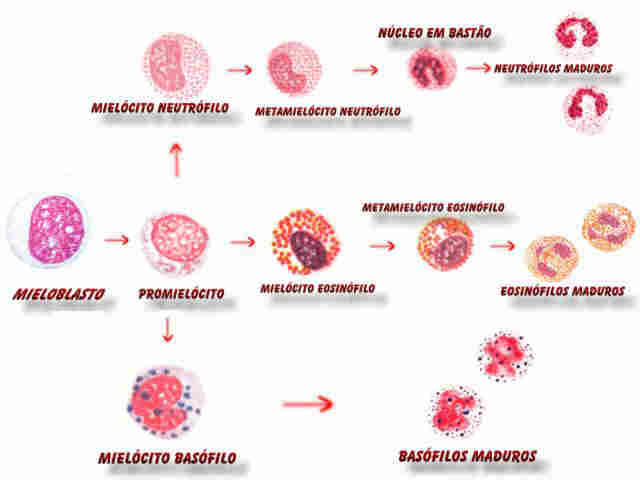 NÚCLEO EM BASTÃO
NEUTRÓFILOS MADUROS
MIELÓCITO NEUTRÓFILO
METAMIELÓCITO NEUTRÓFILO
METAMIELÓCITO EOSINÓFILO
MIELOBLASTO
PROMIELÓCITO
MIELÓCITO EOSINÓFILO
EOSINÓFILOS MADUROS
MIELÓCITO BASÓFILO
BASÓFILOS MADUROS